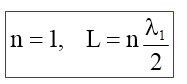 n = 1, L = n λ₁/2